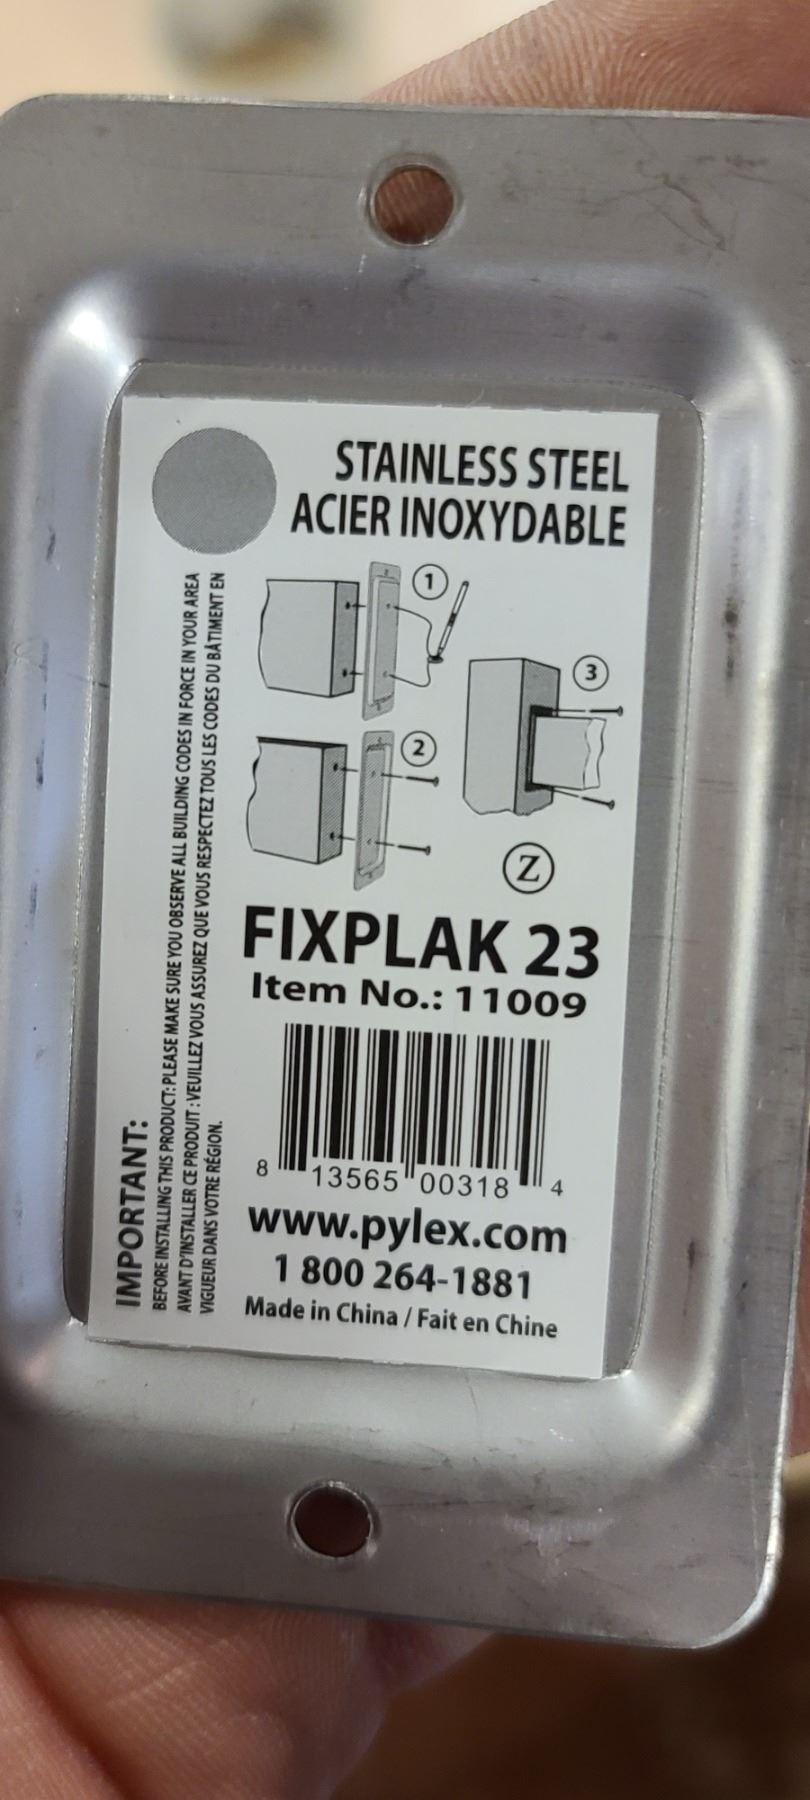 STAINLESS STEEL
ACIER INOXYDABLE
1
2
3
Z
FIXPLAK 23
Item No.: 11009
8 13565 00318 4
www.pylex.com
1 800 264-1881
Made in China / Fait en Chine
IMPORTANT:
BEFORE INSTALLING THIS PRODUCT: PLEASE MAKE SURE YOU OBSERVE ALL BUILDING CODES IN FORCE IN YOUR AREA
AVANT D'INSTALLER CE PRODUIT : VEUILLEZ VOUS ASSUREZ QUE VOUS RESPECTEZ TOUS LES CODES DU BÂTIMENT EN
VIGUEUR DANS VOTRE RÉGION.